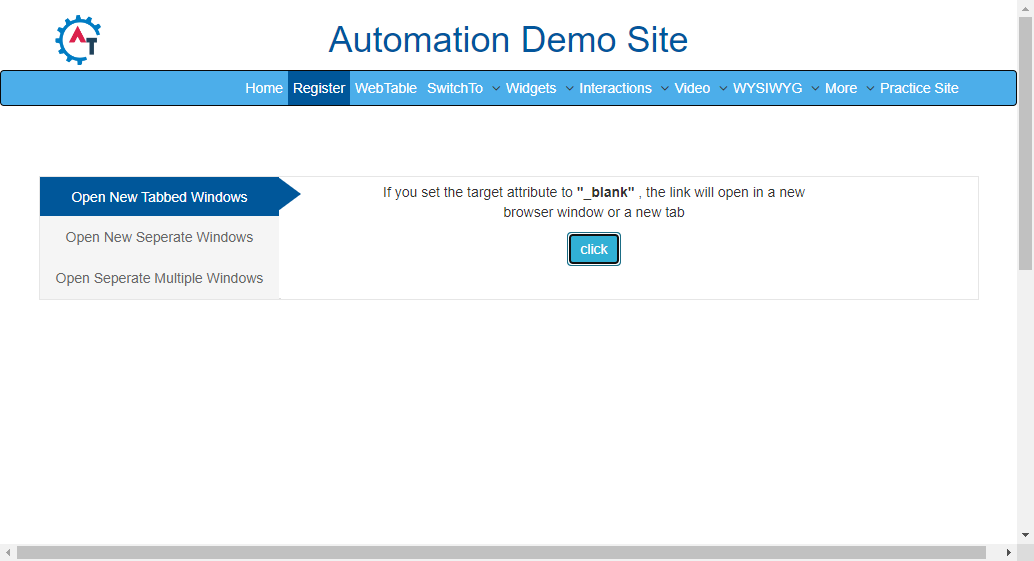 AT
Automation Demo Site
Home Register WebTable SwitchTo Widgets Interactions Video WYSIWYG More Practice Site
Open New Tabbed Windows
Open New Seperate Windows
Open Seperate Multiple Windows
If you set the target attribute to "_blank" , the link will open in a new
browser window or a new tab
click